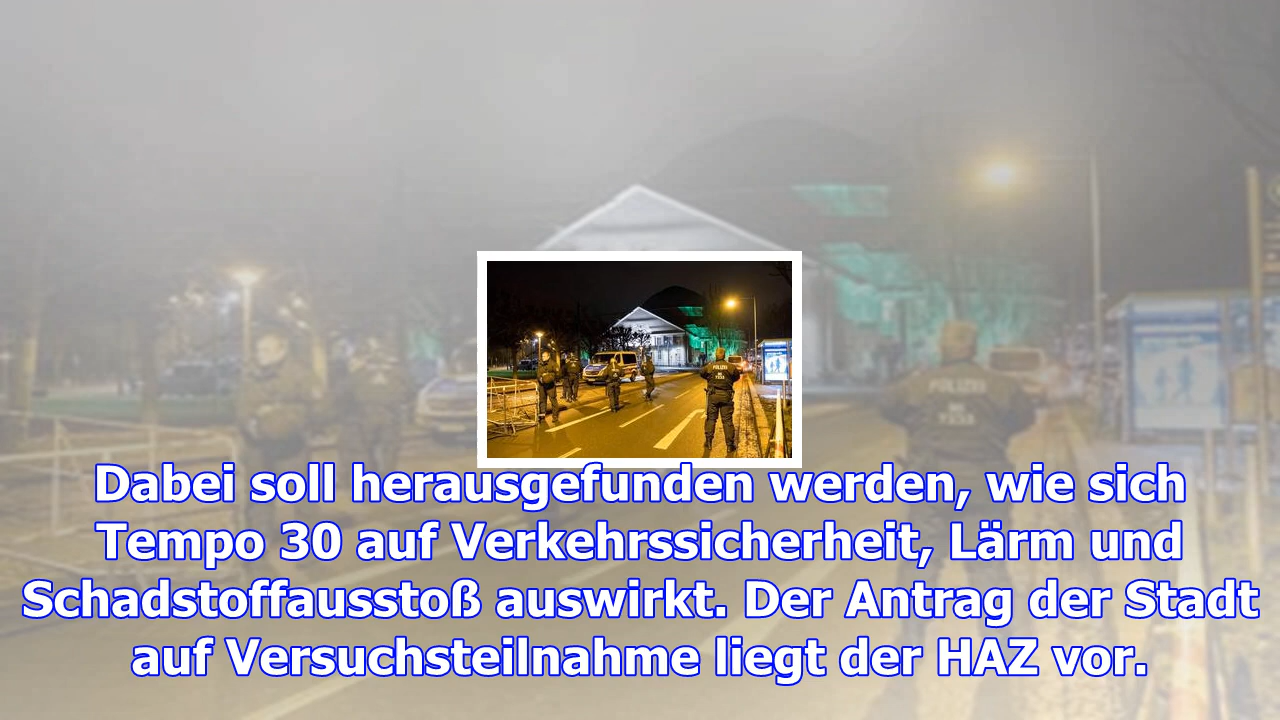 POLIZEI
Dabei soll herausgefunden werden, wie sich
Tempo 30 auf Verkehrssicherheit, Lärm und
Schadstoffausstoß auswirkt. Der Antrag der Stadt
auf Versuchsteilnahme liegt der HAZ vor.